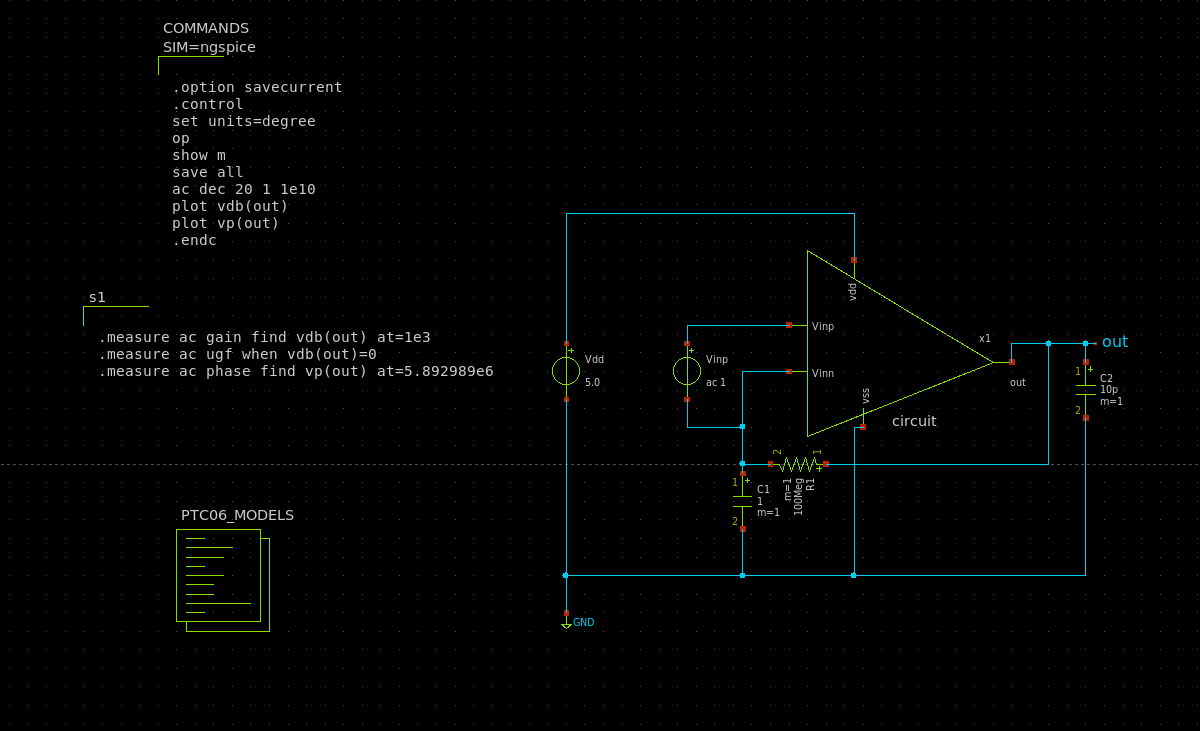 COMMANDS
SIM=ngspice
.option savecurrent
.control
set units=degree
op
show m
save all
ac dec 20 1 1e10
plot vdb(out)
plot vp(out)
.endc
s1
.measure ac gain find vdb(out) at=1e3
.measure ac ugf when vdb(out)=0
.measure ac phase find vp(out) at=5.892989e6
PTC06_MODELS
Vdd
5.0
Vinp
ac 1
vdd
Vinp
Vinn
vss
x1
out
circuit
out
1
C2
10p
m=1
2
2
1
m=1
100Meg
R1
1
C1
1
m=1
2
GND